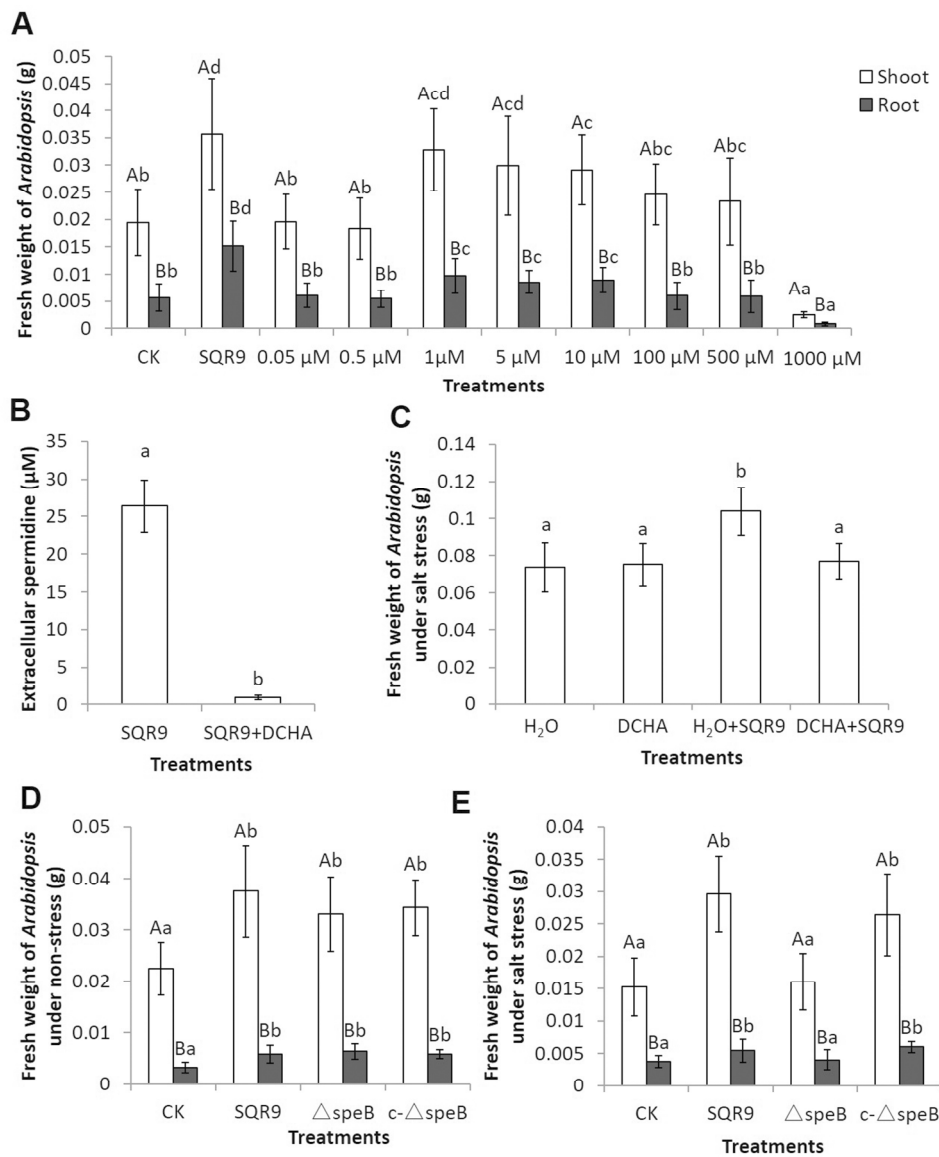 A
Fresh weight of Arabidopsis (g)
0.05
0.045
0.04
0.035
0.03
0.025
0.02
0.015
0.01
0.005
0
Ab
Bb
Ad
Bd
Ab
Bb
Ab
Bb
Acd
Bc
Acd
Bc
Ac
Bc
Abc
Bb
Abc
Bb
Aa
Ba
Shoot
Root
CK SQR9 0.05 μM 0.5 μM 1μM 5 μM 10 μM 100 μM 500 μM 1000 μM
Treatments
B
Extracellular spermidine (μM)
35
30
25
20
15
10
5
0
a
b
SQR9 SQR9+DCHA
Treatments
C
Fresh weight of Arabidopsis
under salt stress (g)
0.14
0.12
0.1
0.08
0.06
0.04
0.02
0
a
a
b
a
H₂O DCHA H₂O+SQR9 DCHA+SQR9
Treatments
D
Fresh weight of Arabidopsis
under non-stress (g)
0.05
0.04
0.03
0.02
0.01
0
Aa
Ba
Ab
Bb
Ab
Bb
Ab
Bb
CK SQR9 △speB c-△speB
Treatments
E
Fresh weight of Arabidopsis
under salt stress (g)
0.04
0.035
0.03
0.025
0.02
0.015
0.01
0.005
0
Aa
Ba
Ab
Bb
Aa
Ba
Ab
Bb
CK SQR9 △speB c-△speB
Treatments